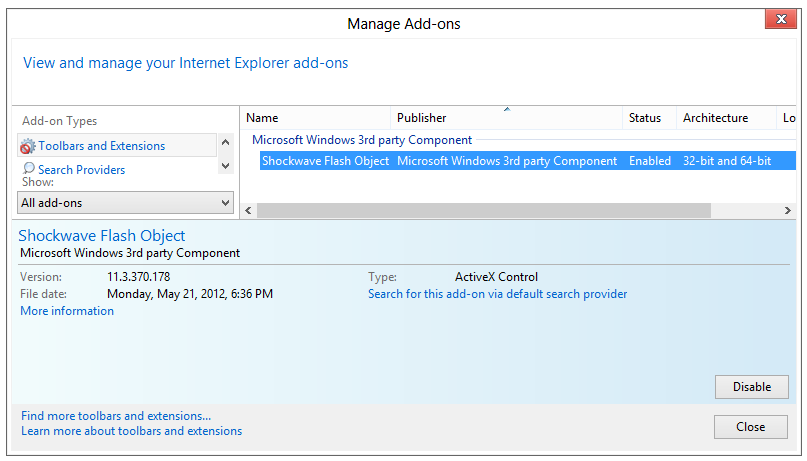 Manage Add-ons
View and manage your Internet Explorer add-ons
Add-on Types
Toolbars and Extensions
Search Providers
Show:
All add-ons
Name Publisher Status Architecture Lo
Microsoft Windows 3rd party Component
Shockwave Flash Object Microsoft Windows 3rd party Component Enabled 32-bit and 64-bit
Shockwave Flash Object
Microsoft Windows 3rd party Component
Version: 11.3.370.178 Type: ActiveX Control
File date: Monday, May 21, 2012, 6:36 PM Search for this add-on via default search provider
More information
Disable
Find more toolbars and extensions...
Learn more about toolbars and extensions
Close